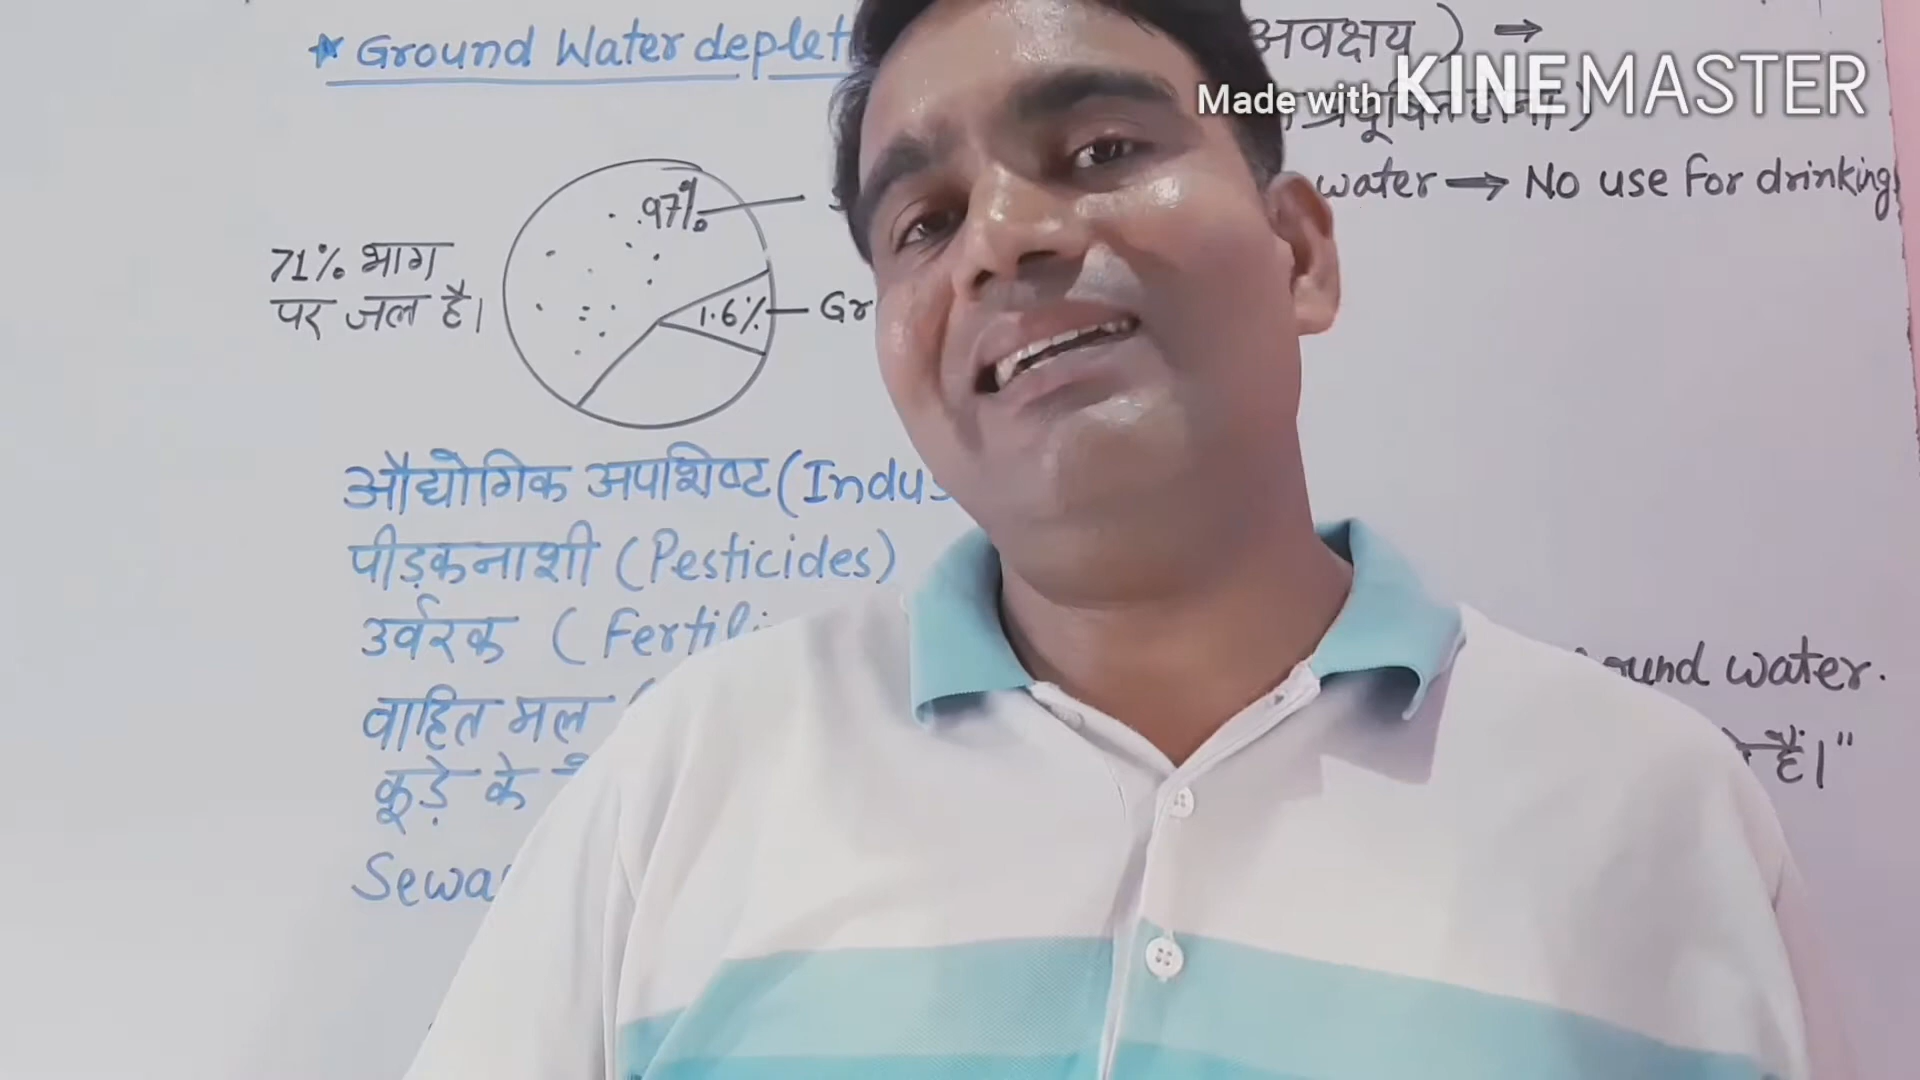 * Ground Water deplet
अवक्षय ) →
Made with KINEMASTER
water → No use for drinking
97%
71% भाग
पर जल है।
1.6% — Gr
औद्योगिक अपशिष्ट (Indus
पीड़कनाशी (Pesticides)
उर्वरक ( Fertili
वाहित मल (
ound water.
कूड़े के
है।"
Sewa